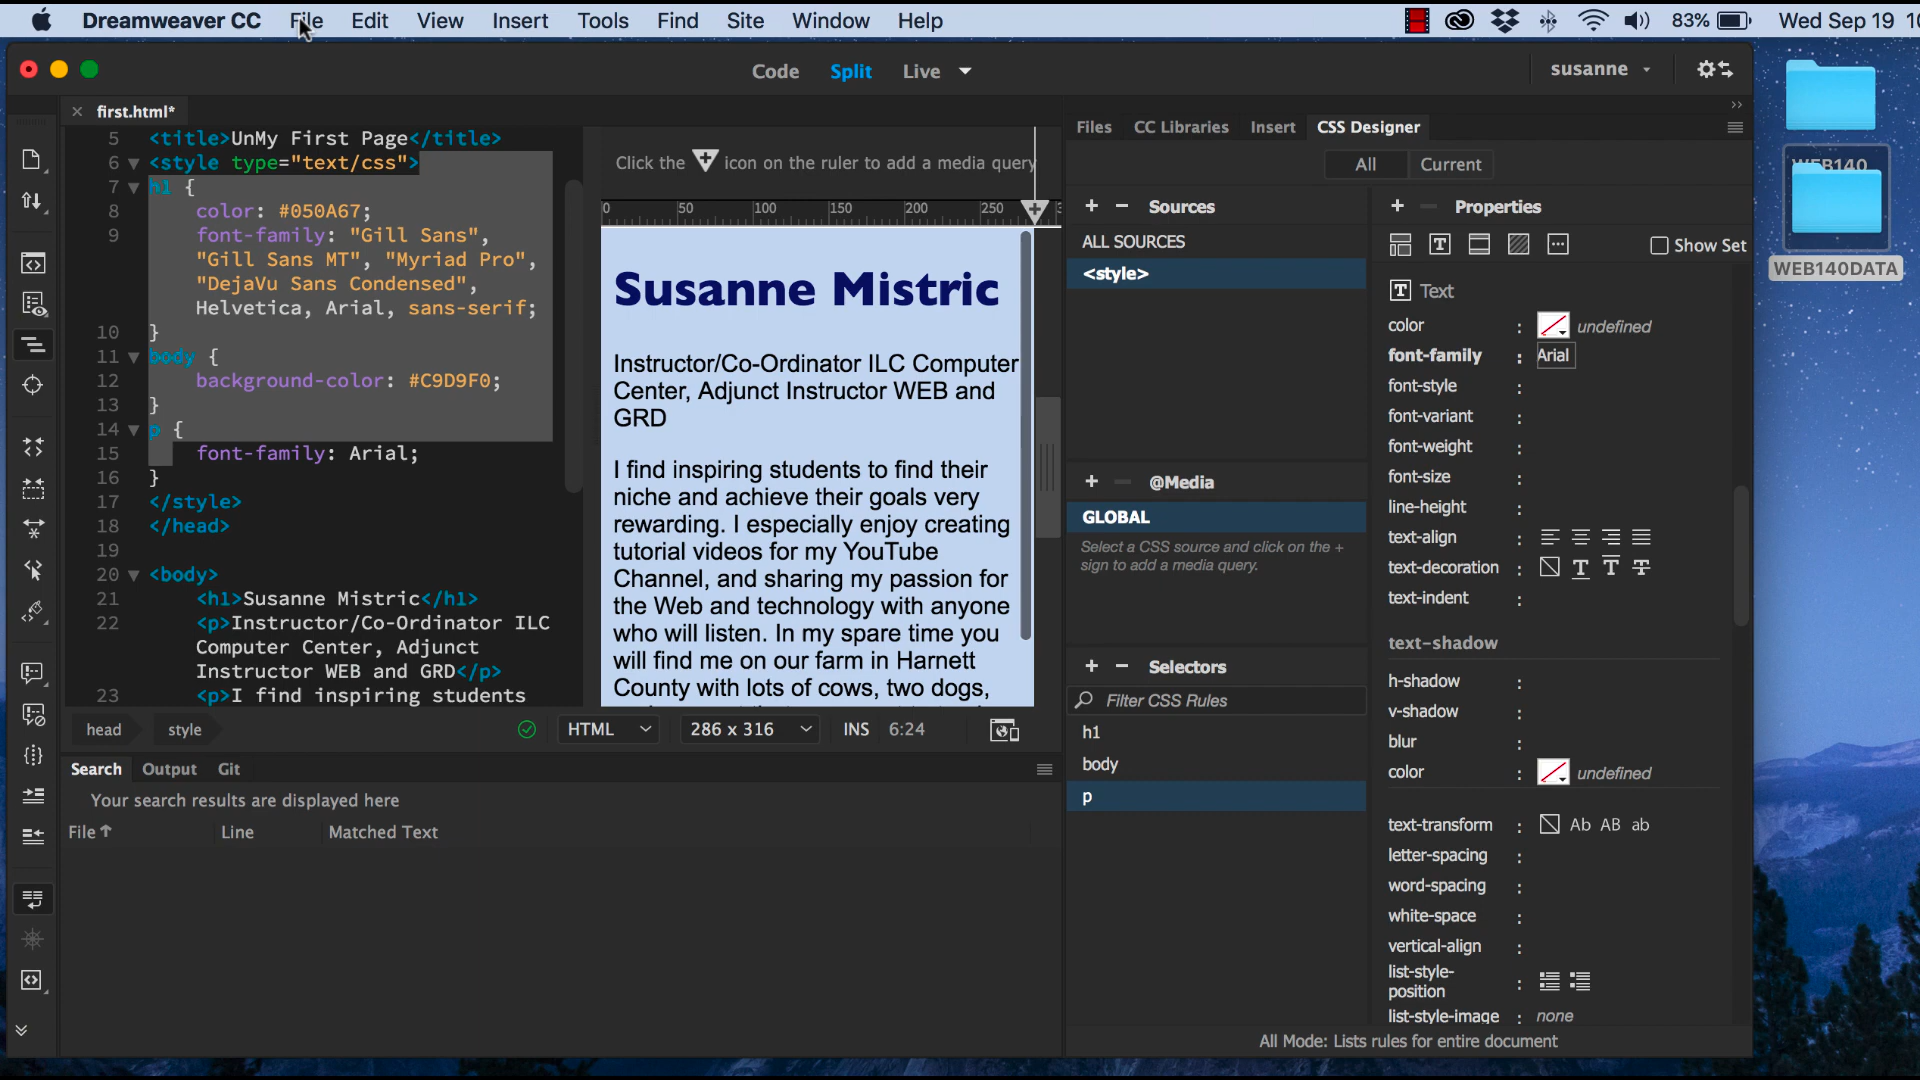 Dreamweaver CC File Edit View Insert Tools Find Site Window Help 83% Wed Sep 19
Code Split Live susanne
first.html*
5 <title>UnMy First Page</title>
6 <style type="text/css">
7 h1 {
8 color: #050A67;
9 font-family: "Gill Sans",
"Gill Sans MT", "Myriad Pro",
"DejaVu Sans Condensed",
Helvetica, Arial, sans-serif;
10 }
11 body {
12 background-color: #C9D9F0;
13 }
14 p {
15 font-family: Arial;
16 }
17 </style>
18 </head>
19
20 <body>
21 <h1>Susanne Mistric</h1>
22 <p>Instructor/Co-Ordinator ILC
Computer Center, Adjunct
Instructor WEB and GRD</p>
23 <p>I find inspiring students
Click the icon on the ruler to add a media query
0 50 100 150 200 250
Susanne Mistric
Instructor/Co-Ordinator ILC Computer
Center, Adjunct Instructor WEB and
GRD
I find inspiring students to find their
niche and achieve their goals very
rewarding. I especially enjoy creating
tutorial videos for my YouTube
Channel, and sharing my passion for
the Web and technology with anyone
who will listen. In my spare time you
will find me on our farm in Harnett
County with lots of cows, two dogs,
head style HTML 286 x 316 INS 6:24
Search Output Git
Your search results are displayed here
File Line Matched Text
Files CC Libraries Insert CSS Designer
All Current
+ − Sources
ALL SOURCES
<style>
+ @Media
GLOBAL
Select a CSS source and click on the +
sign to add a media query.
+ − Selectors
Filter CSS Rules
h1
body
p
+ Properties
Show Set
T Text
color : undefined
font-family : Arial
font-style :
font-variant :
font-weight :
font-size :
line-height :
text-align :
text-decoration : T T T
text-indent :
text-shadow
h-shadow :
v-shadow :
blur :
color : undefined
text-transform : Ab AB ab
letter-spacing :
word-spacing :
white-space :
vertical-align :
list-style-
position :
list-style-image : none
All Mode: Lists rules for entire document
WEB140
WEB140DATA